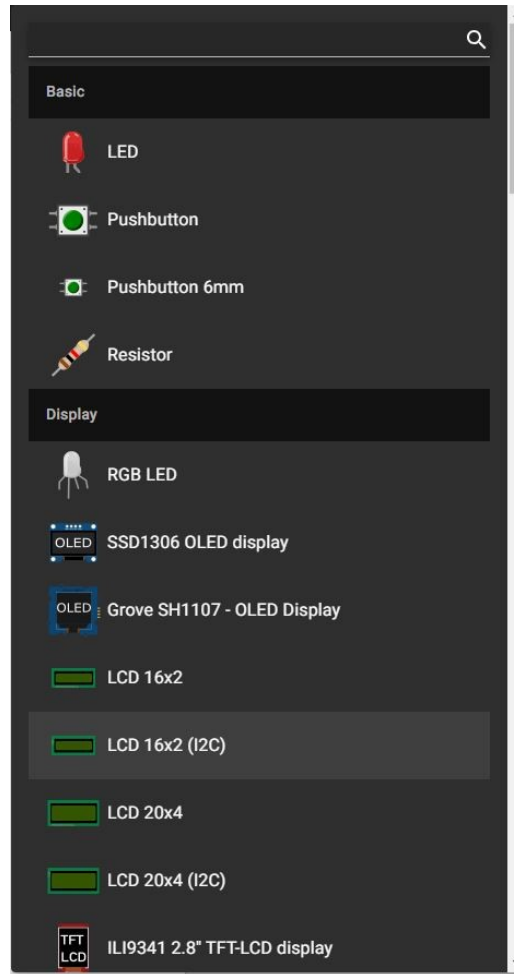 Basic
LED
Pushbutton
Pushbutton 6mm
Resistor
Display
RGB LED
OLED SSD1306 OLED display
OLED Grove SH1107 - OLED Display
LCD 16x2
LCD 16x2 (I2C)
LCD 20x4
LCD 20x4 (I2C)
TFT
LCD ILI9341 2.8" TFT-LCD display